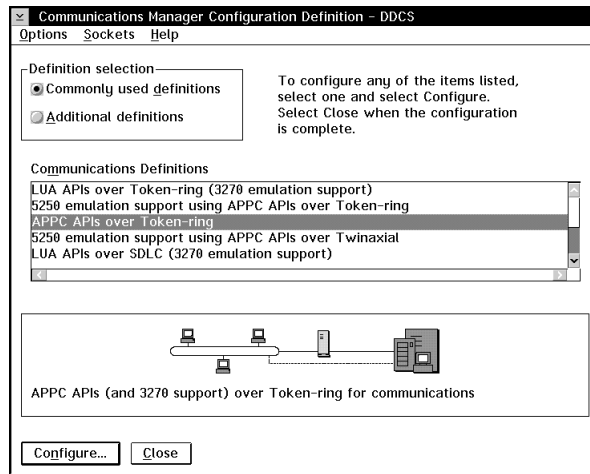 Communications Manager Configuration Definition - DDCS
Options Sockets Help
Definition selection
Commonly used definitions
Additional definitions
To configure any of the items listed,
select one and select Configure.
Select Close when the configuration
is complete.
Communications Definitions
LUA APIs over Token-ring (3270 emulation support)
5250 emulation support using APPC APIs over Token-ring
APPC APIs over Token-ring
5250 emulation support using APPC APIs over Twinaxial
LUA APIs over SDLC (3270 emulation support)
APPC APIs (and 3270 support) over Token-ring for communications
Configure... Close